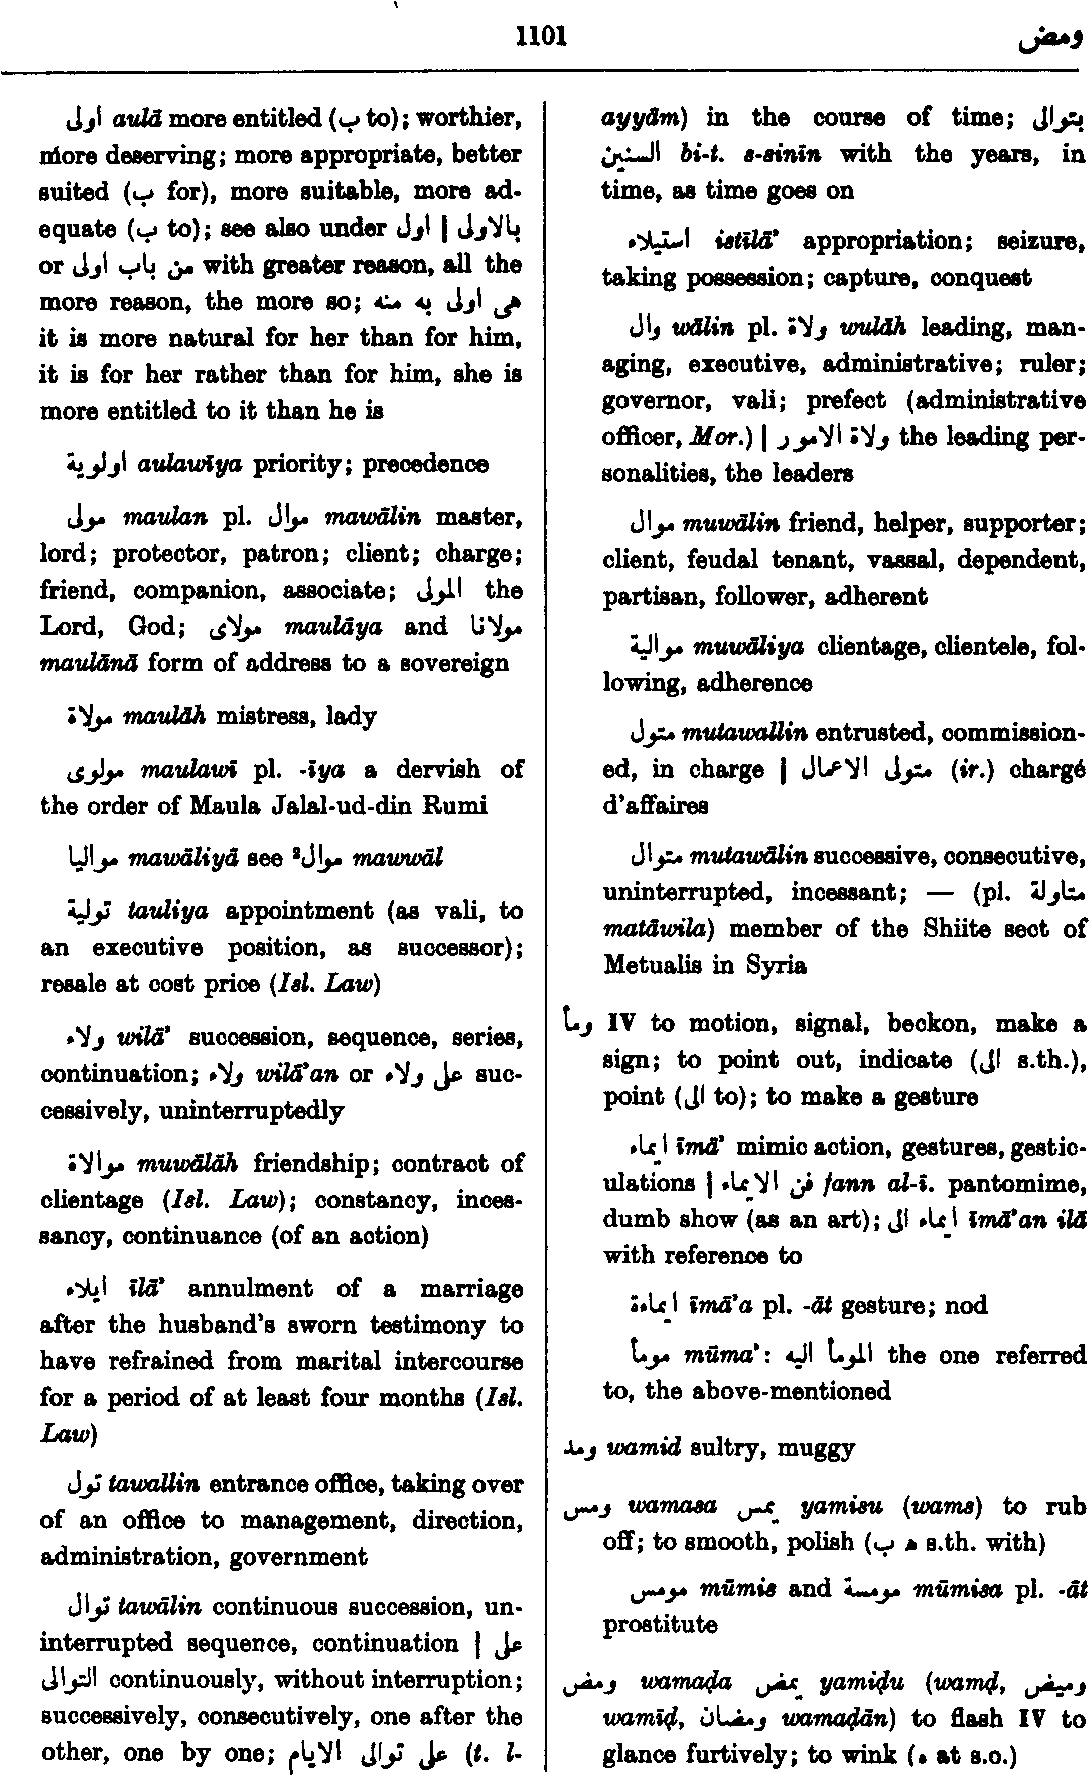 1101
ومض
اولى aulā more entitled (ب to); worthier,
more deserving; more appropriate, better
suited (ب for), more suitable, more ad-
equate (ب to); see also under اول | بالاولى
or من باب اولى with greater reason, all the
more reason, the more so; هى اولى به منه
it is more natural for her than for him,
it is for her rather than for him, she is
more entitled to it than he is
اولوية aulawīya priority; precedence
مولى maulan pl. موال mawālin master,
lord; protector, patron; client; charge;
friend, companion, associate; المولى the
Lord, God; مولاى maulāya and مولانا
maulānā form of address to a sovereign
مولاة maulāh mistress, lady
مولوى maulawī pl. -īya a dervish of
the order of Maula Jalal-ud-din Rumi
مواليا mawāliyā see موال² mawwāl
تولية tauliya appointment (as vali, to
an executive position, as successor);
resale at cost price (Isl. Law)
ولاء wilā' succession, sequence, series,
continuation; ولاء wilā'an or على ولاء suc-
cessively, uninterruptedly
موالاة muwālāh friendship; contract of
clientage (Isl. Law); constancy, inces-
sancy, continuance (of an action)
ايلاء īlā' annulment of a marriage
after the husband's sworn testimony to
have refrained from marital intercourse
for a period of at least four months (Isl.
Law)
تول tawallin entrance office, taking over
of an office to management, direction,
administration, government
توال tawālin continuous succession, un-
interrupted sequence, continuation | على
التوالى continuously, without interruption;
successively, consecutively, one after the
other, one by one; على توالى الايام (t. l-
ayyām) in the course of time; بتوالى
السنين bi-t. s-sinīn with the years, in
time, as time goes on
استيلاء istīlā' appropriation; seizure,
taking possession; capture, conquest
وال wālin pl. ولاة wulāh leading, man-
aging, executive, administrative; ruler;
governor, vali; prefect (administrative
officer, Mor.) | ولاة الامور the leading per-
sonalities, the leaders
موال muwālin friend, helper, supporter;
client, feudal tenant, vassal, dependent,
partisan, follower, adherent
موالية muwāliya clientage, clientele, fol-
lowing, adherence
متول mutawallin entrusted, commission-
ed, in charge | متولى الاعمال (ir.) chargé
d'affaires
متوال mutawālin successive, consecutive,
uninterrupted, incessant; — (pl. متاولة
matāwila) member of the Shiite sect of
Metualis in Syria
ومأ IV to motion, signal, beckon, make a
sign; to point out, indicate (الى s.th.),
point (الى to); to make a gesture
ايماء īmā' mimic action, gestures, gestic-
ulations | فن الايماء fann al-ī. pantomime,
dumb show (as an art); ايماء الى īmā'an ilā
with reference to
ايماءة īmā'a pl. -āt gesture; nod
مومأ mūma': المومأ اليه the one referred
to, the above-mentioned
ومد wamid sultry, muggy
ومس wamasa يمس yamisu (wams) to rub
off; to smooth, polish (ب ه s.th. with)
مومس mūmis and مومسة mūmisa pl. -āt
prostitute
ومض wamaḍa يمض yamiḍu (wamḍ, وميض
wamīḍ, ومضان wamaḍān) to flash IV to
glance furtively; to wink (ه at s.o.)